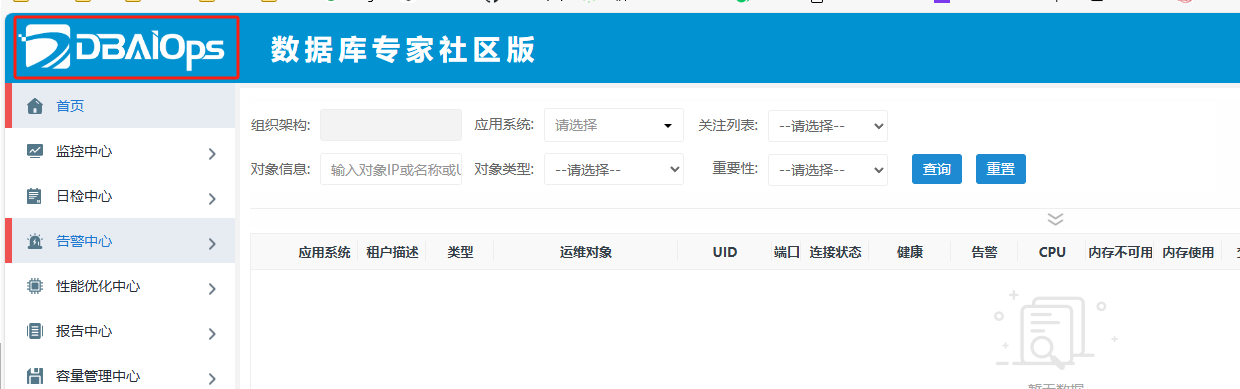 DBAIOps
数据库专家社区版
首页
监控中心
日检中心
告警中心
性能优化中心
报告中心
容量管理中心
组织架构:
应用系统: 请选择
关注列表: --请选择--
对象信息: 输入对象IP或名称或U
对象类型: --请选择--
重要性: --请选择--
查询
重置
应用系统 租户描述 类型 运维对象 UID 端口 连接状态 健康 告警 CPU 内存不可用 内存使用
暂无数据